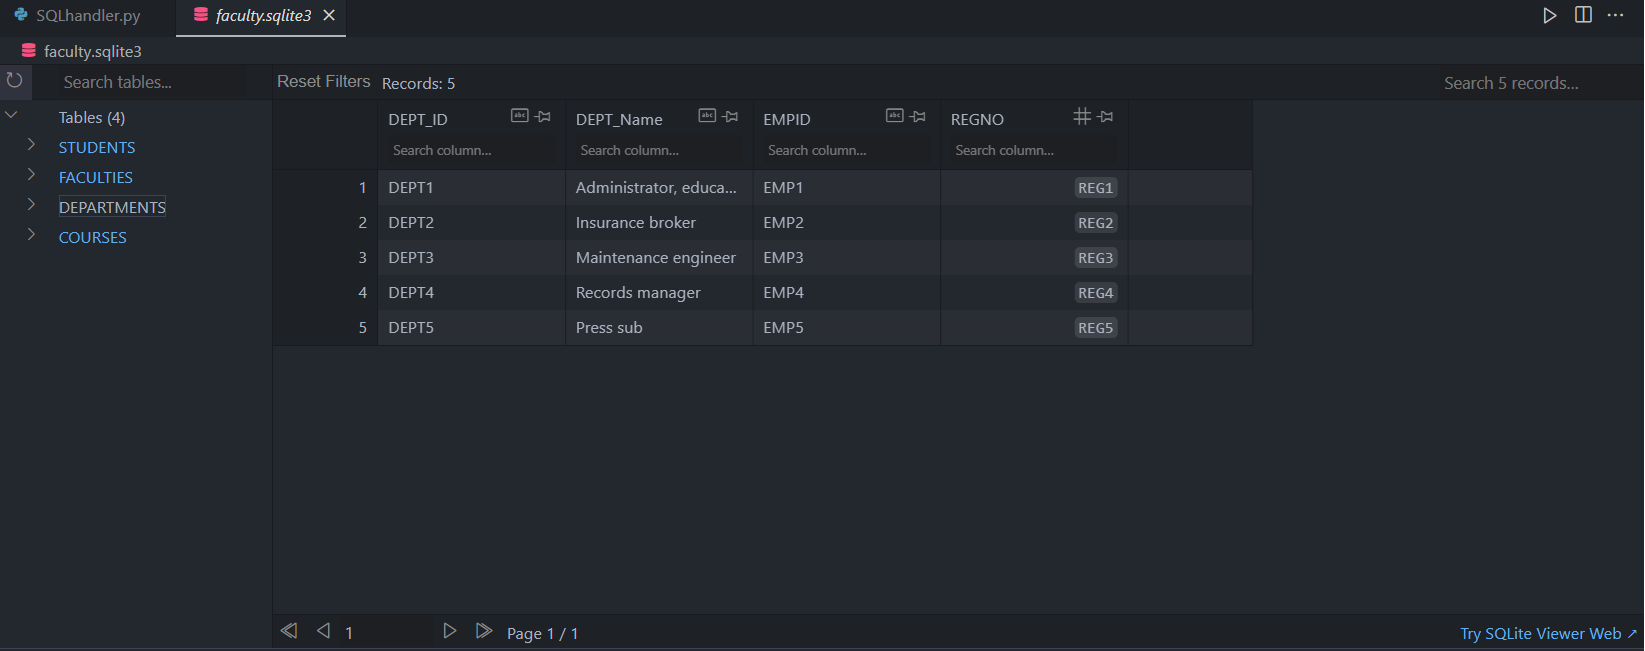 SQLhandler.py faculty.sqlite3
faculty.sqlite3
Search tables... Reset Filters Records: 5 Search 5 records...
Tables (4)
STUDENTS
FACULTIES
DEPARTMENTS
COURSES
DEPT_ID abc DEPT_Name abc EMPID abc REGNO
Search column... Search column... Search column... Search column...
1 DEPT1 Administrator, educa... EMP1 REG1
2 DEPT2 Insurance broker EMP2 REG2
3 DEPT3 Maintenance engineer EMP3 REG3
4 DEPT4 Records manager EMP4 REG4
5 DEPT5 Press sub EMP5 REG5
1 Page 1 / 1 Try SQLite Viewer Web ↗